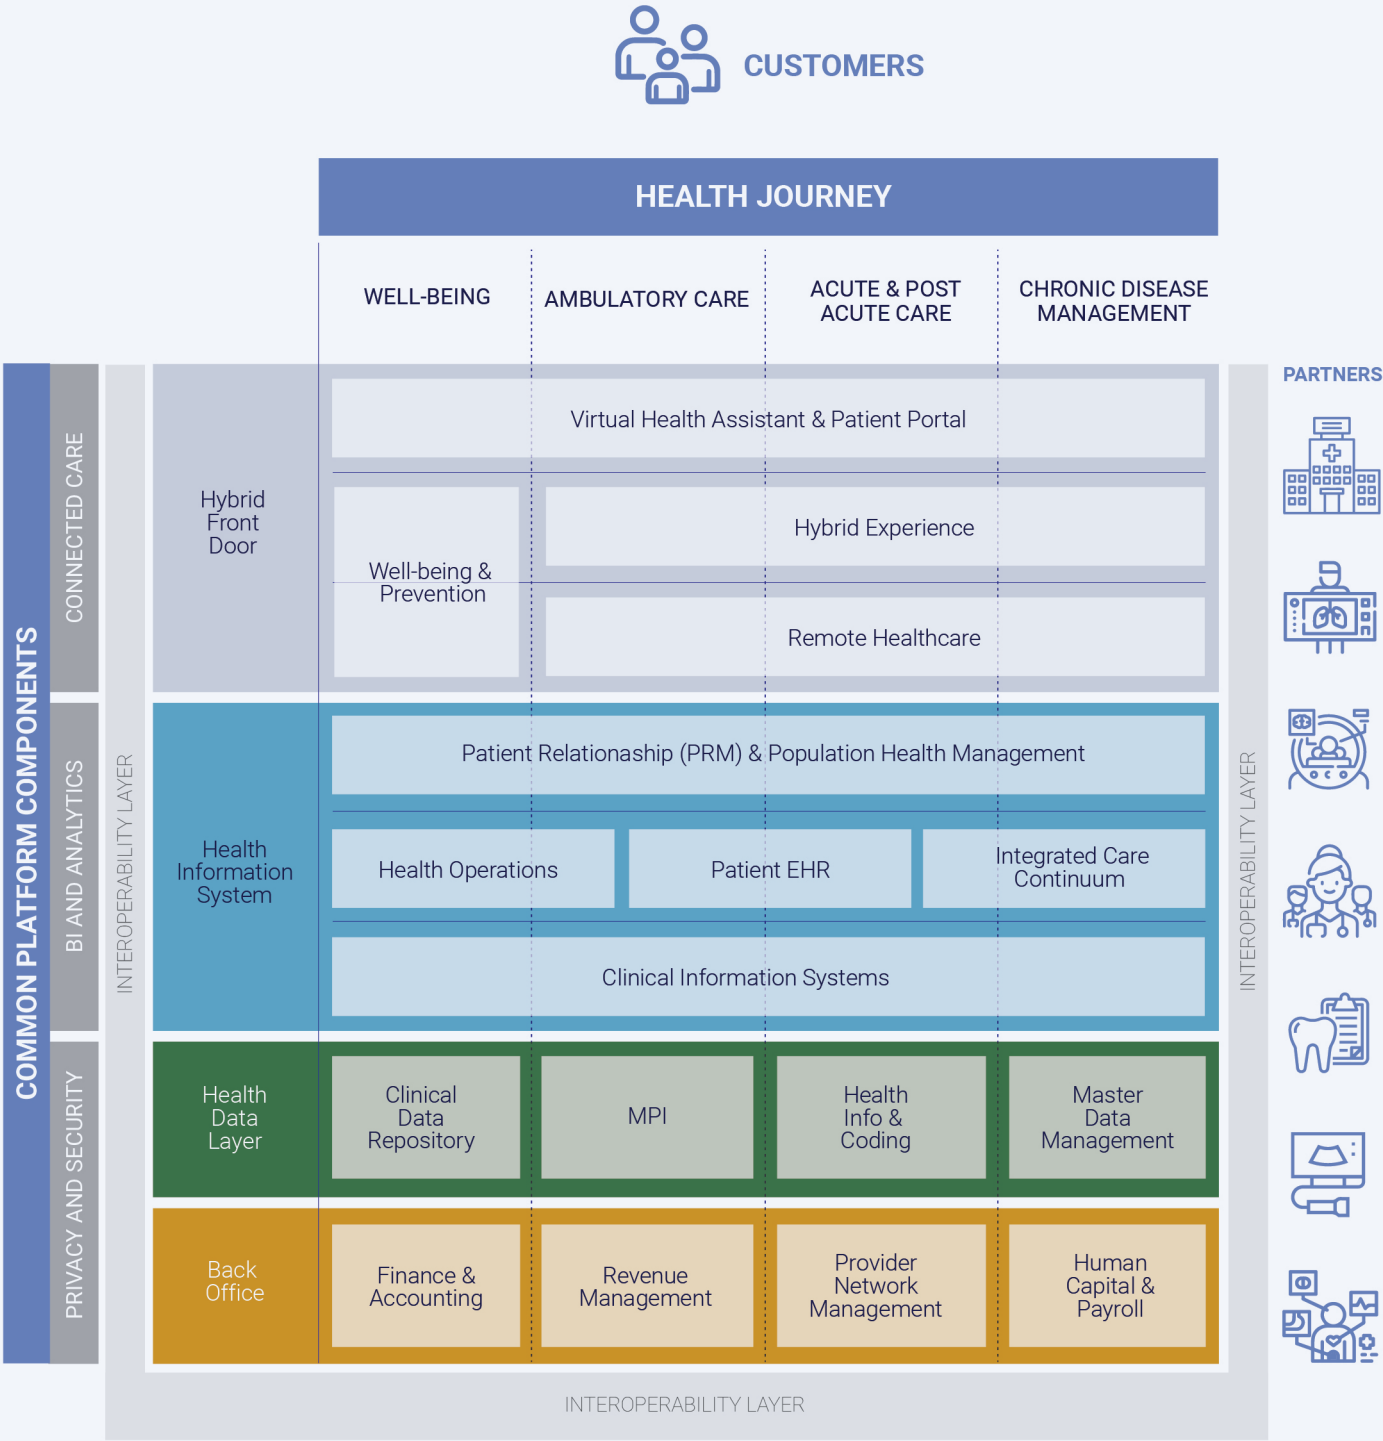 CUSTOMERS
HEALTH JOURNEY
WELL-BEING
AMBULATORY CARE
ACUTE & POST
ACUTE CARE
CHRONIC DISEASE
MANAGEMENT
COMMON PLATFORM COMPONENTS
CONNECTED CARE
BI AND ANALYTICS
PRIVACY AND SECURITY
INTEROPERABILITY LAYER
Hybrid
Front
Door
Virtual Health Assistant & Patient Portal
Well-being &
Prevention
Hybrid Experience
Remote Healthcare
Health
Information
System
Patient Relationaship (PRM) & Population Health Management
Health Operations
Patient EHR
Integrated Care
Continuum
Clinical Information Systems
Health
Data
Layer
Clinical
Data
Repository
MPI
Health
Info &
Coding
Master
Data
Management
Back
Office
Finance &
Accounting
Revenue
Management
Provider
Network
Management
Human
Capital &
Payroll
INTEROPERABILITY LAYER
PARTNERS
INTEROPERABILITY LAYER